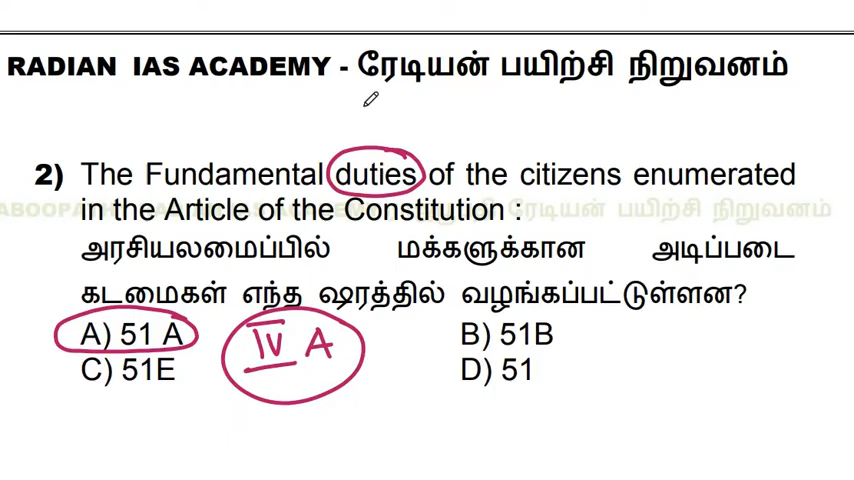 RADIAN IAS ACADEMY - ரேடியன் பயிற்சி நிறுவனம்
2) The Fundamental duties of the citizens enumerated
in the Article of the Constitution :
அரசியலமைப்பில் மக்களுக்கான அடிப்படை
கடமைகள் எந்த ஷரத்தில் வழங்கப்பட்டுள்ளன?
A) 51 A IV A B) 51B
C) 51E D) 51